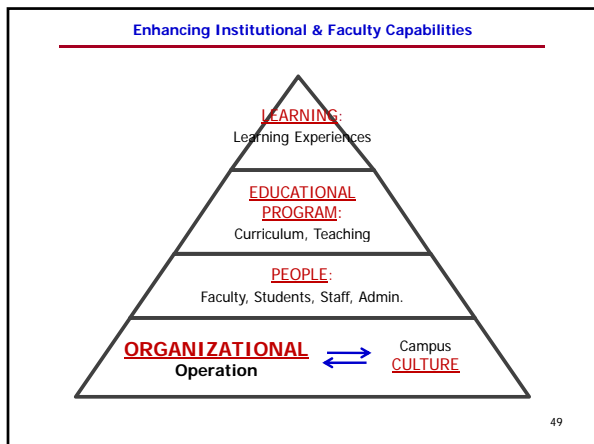 Enhancing Institutional & Faculty Capabilities
LEARNING:
Learning Experiences
EDUCATIONAL
PROGRAM:
Curriculum, Teaching
PEOPLE:
Faculty, Students, Staff, Admin.
ORGANIZATIONAL
Operation
Campus
CULTURE
49